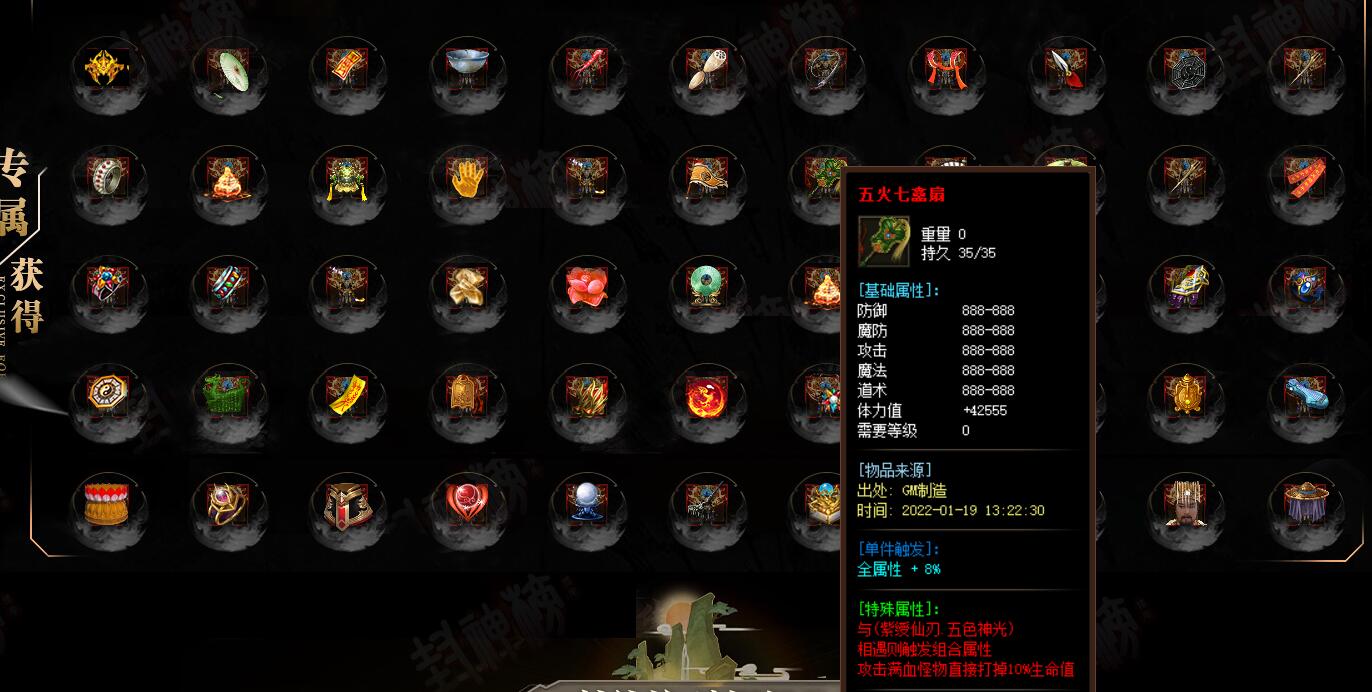 专属
获得
五火七翕扇
重量 0
持久 35/35
[基础属性]:
防御 888-888
魔防 888-888
攻击 888-888
魔法 888-888
道术 888-888
体力值 +42555
需要等级 0
[物品来源]
出处: GM制造
时间: 2022-01-19 13:22:30
[单件触发]:
全属性 + 8%
[特殊属性]:
与(紫绶仙刃.五色神光)
相遇则触发组合属性
攻击满血怪物直接打掉10%生命值
封神榜